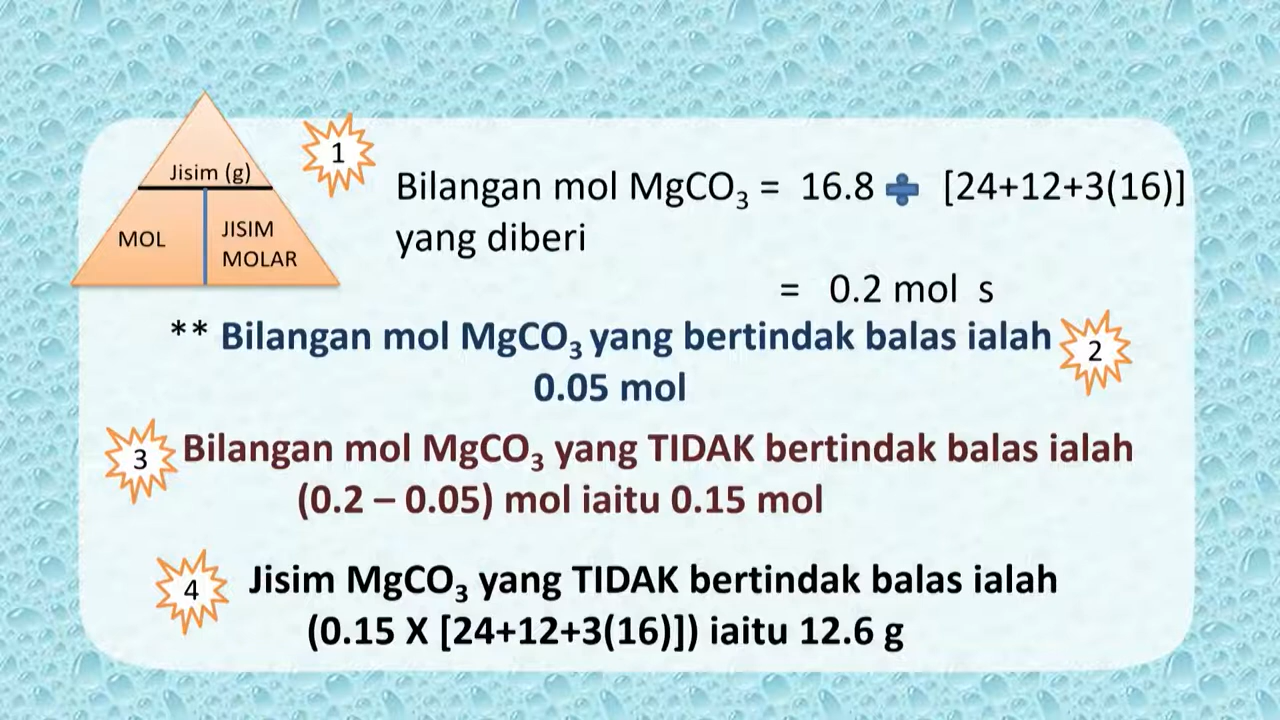 Jisim (g)
MOL
JISIM
MOLAR
1
Bilangan mol MgCO₃ = 16.8 ÷ [24+12+3(16)]
yang diberi
= 0.2 mol s
** Bilangan mol MgCO₃ yang bertindak balas ialah
0.05 mol
2
3
Bilangan mol MgCO₃ yang TIDAK bertindak balas ialah
(0.2 – 0.05) mol iaitu 0.15 mol
4
Jisim MgCO₃ yang TIDAK bertindak balas ialah
(0.15 X [24+12+3(16)]) iaitu 12.6 g